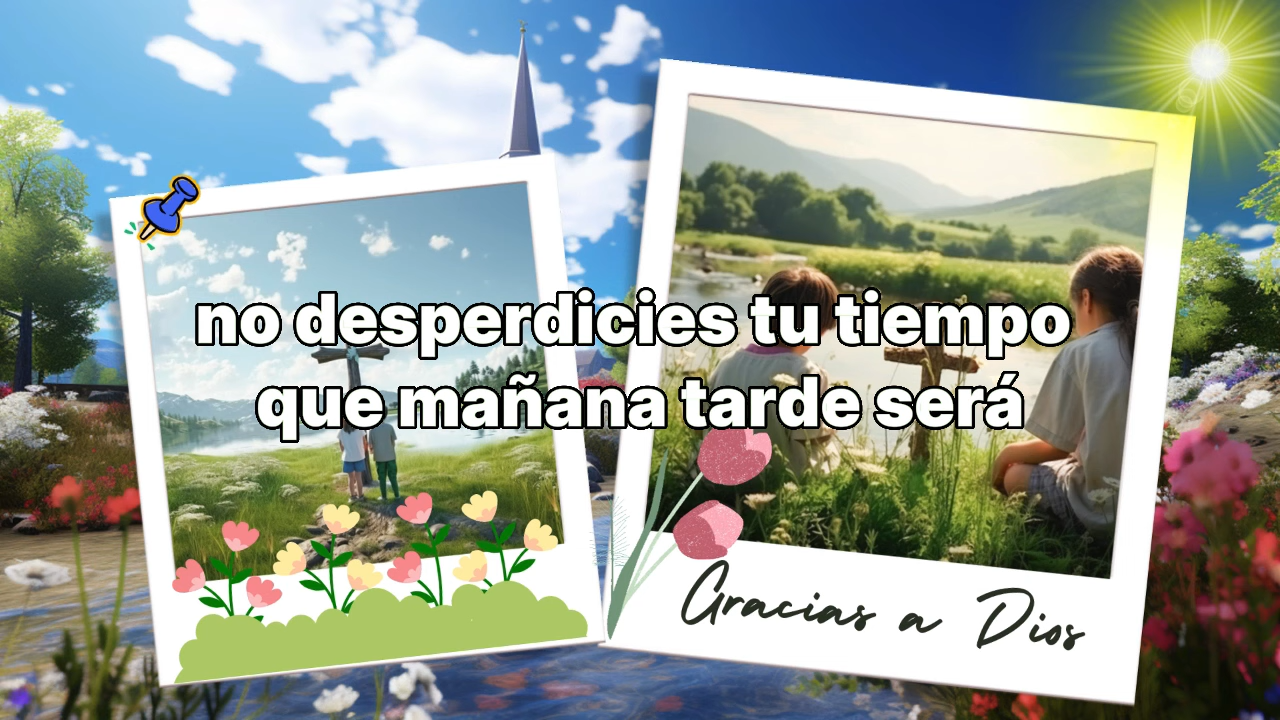 no desperdicies tu tiempo
que mañana tarde será
Gracias a Dios